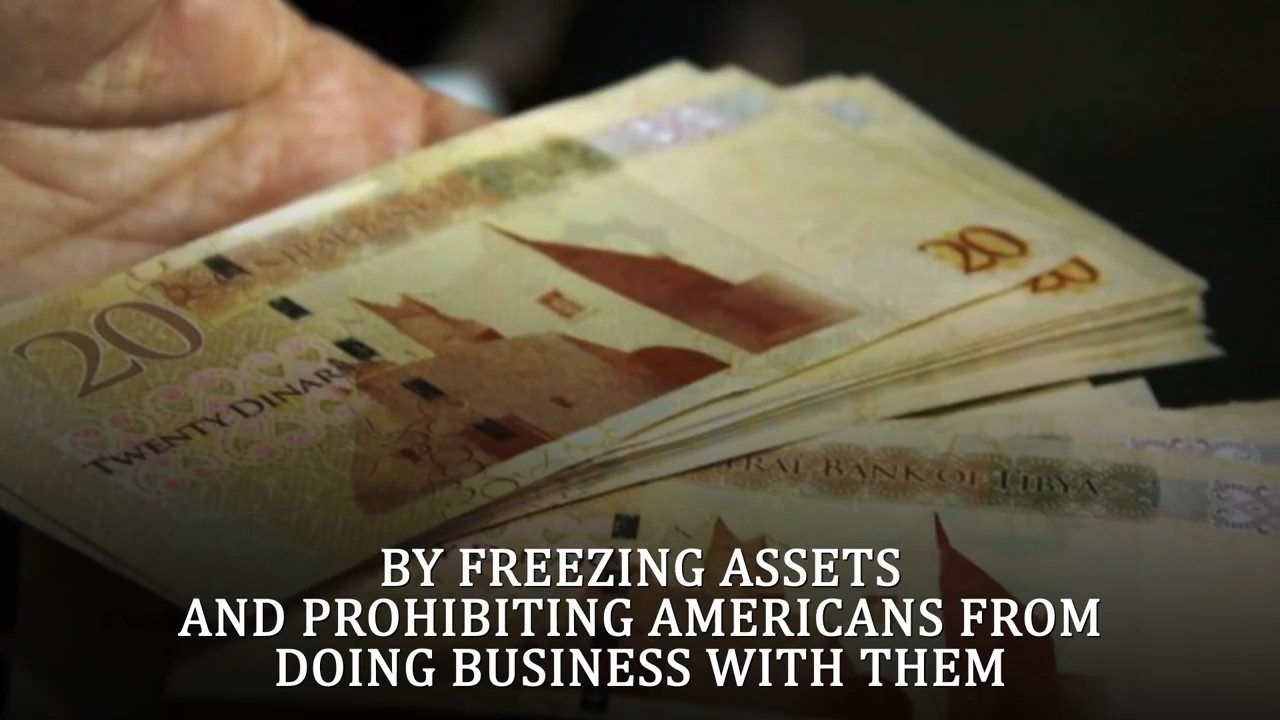 20
TWENTY DINARS
20
20
CENTRAL BANK OF LIBYA
BY FREEZING ASSETS
AND PROHIBITING AMERICANS FROM
DOING BUSINESS WITH THEM